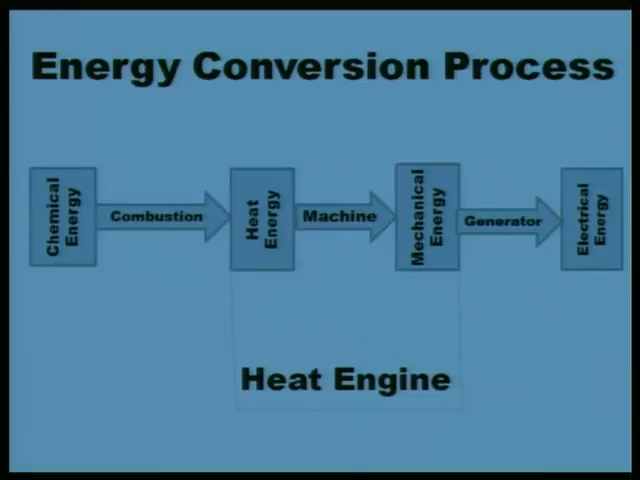 Energy Conversion Process
Chemical
Energy
Combustion
Heat
Energy
Machine
Mechanical
Energy
Generator
Electrical
Energy
Heat Engine